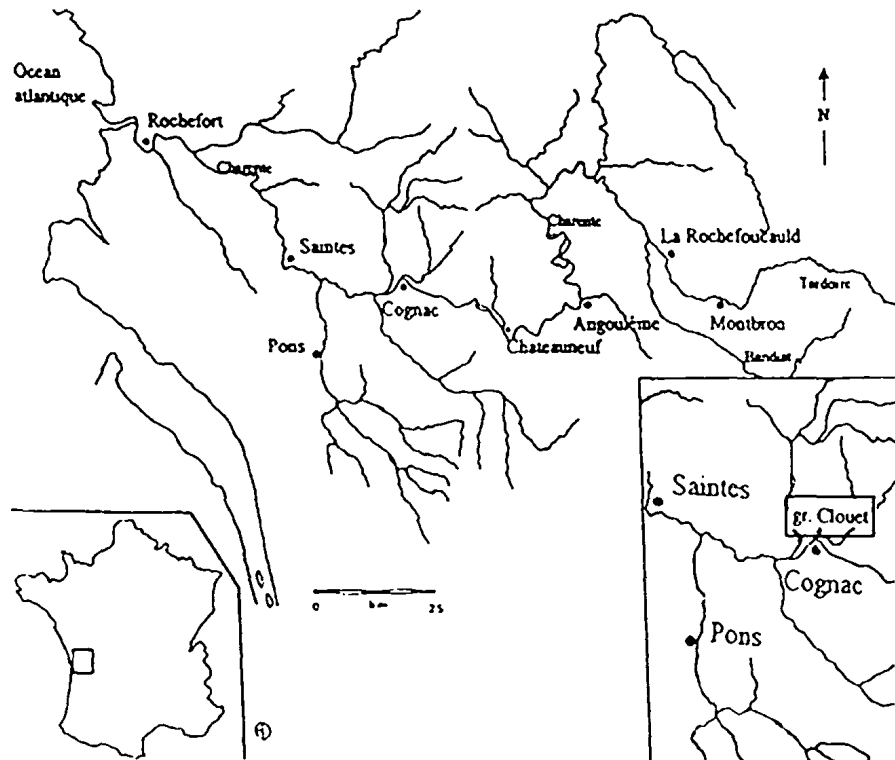 Océan
atlantique
Rochefort
Charente
N
Saintes
Charente
La Rochefoucauld
Tardoire
Cognac
Angoulême
Montbron
Chateauneuf
Pons
Bandiat
Saintes
gr. Clouet
Cognac
Pons
0 km 25